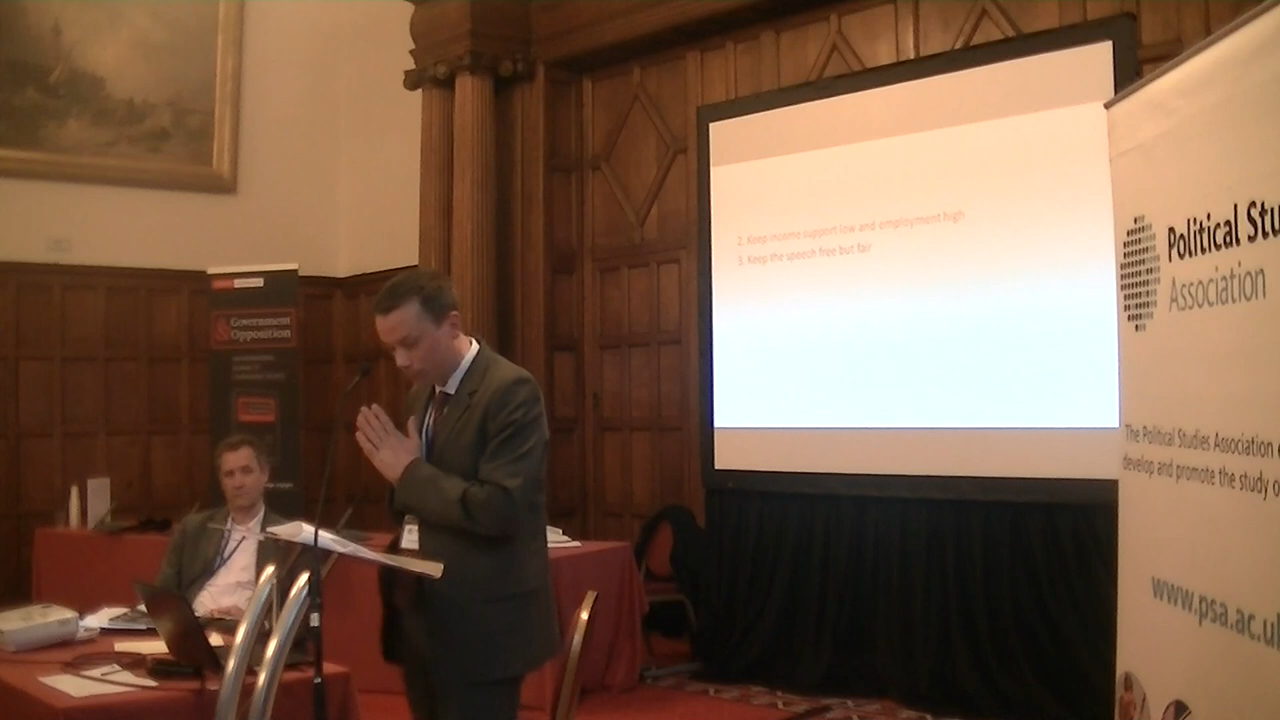 Government
& Opposition
2. Keep income support low and employment high
3. Keep the speech free but fair
Political Stu
Association
The Political Studies Association
develop and promote the study o
www.psa.ac.u